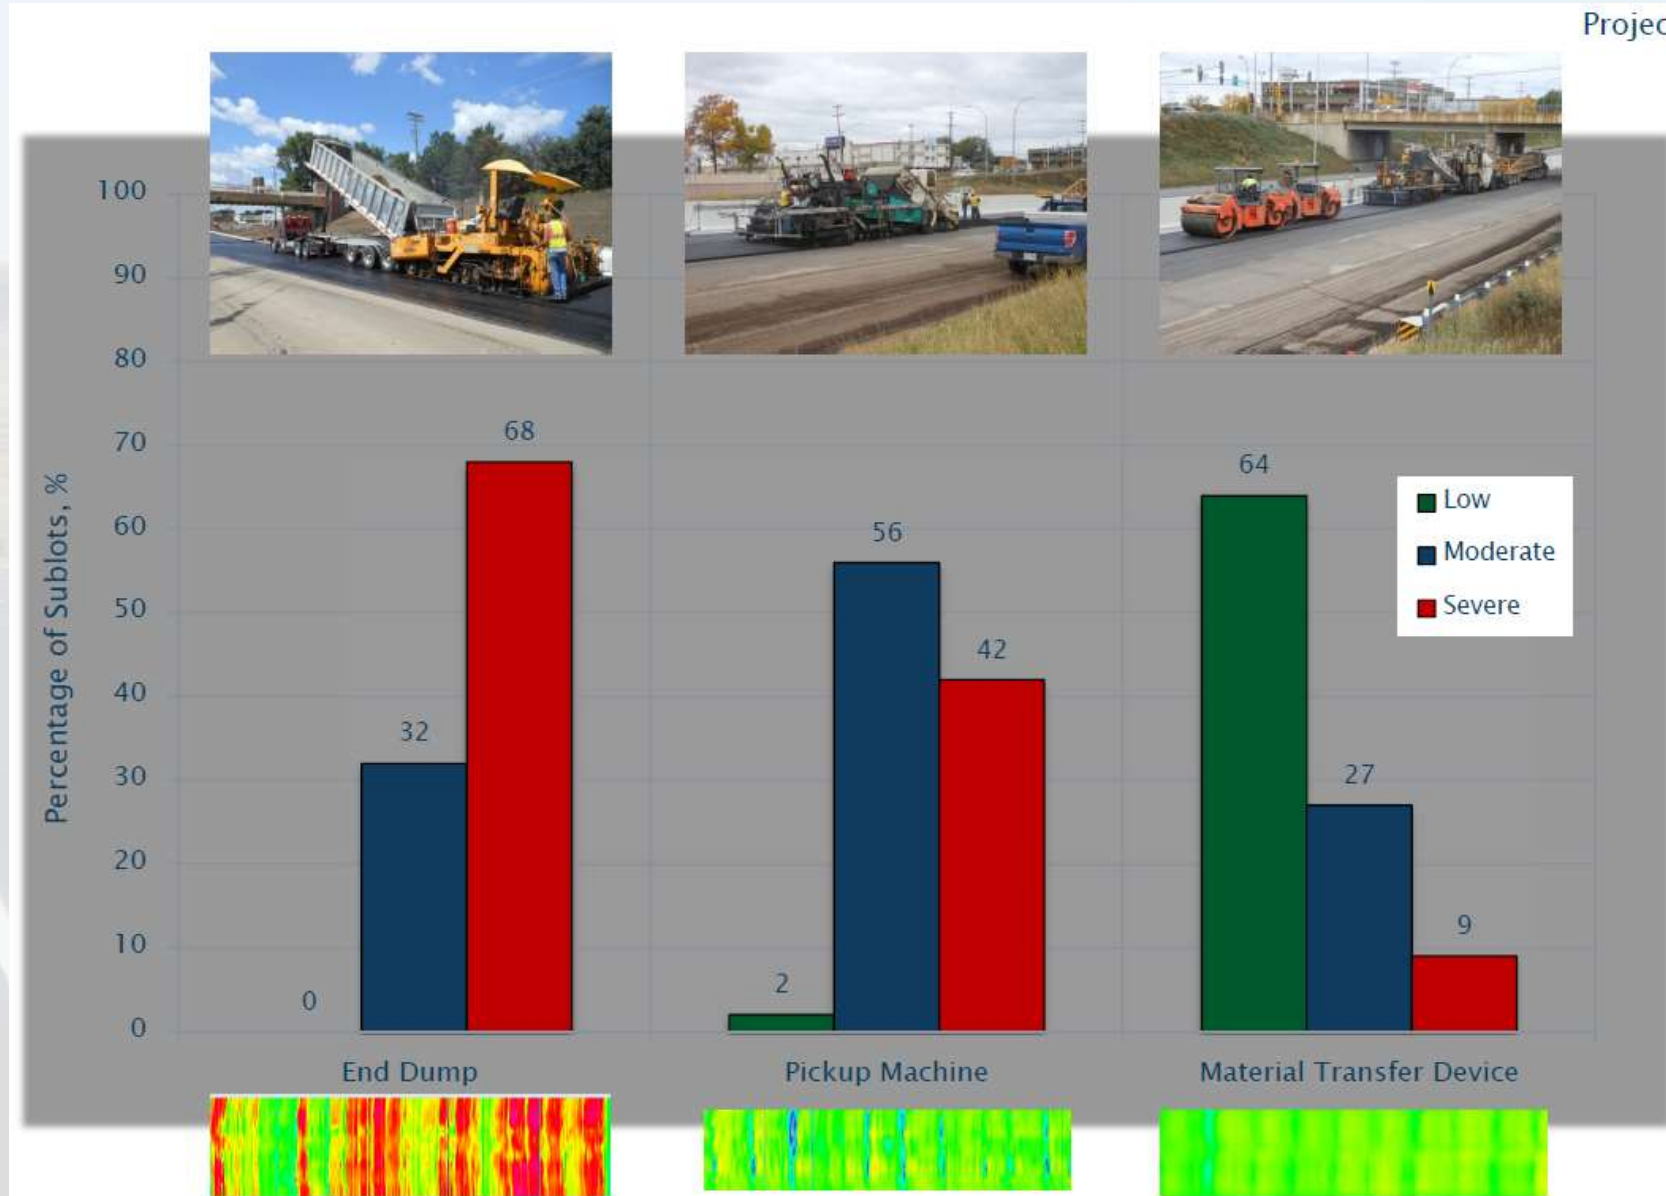 Projec
100
90
80
70
60
50
40
30
20
10
0
Percentage of Sublots, %
0
32
68
2
56
42
64
27
9
Low
Moderate
Severe
End Dump
Pickup Machine
Material Transfer Device